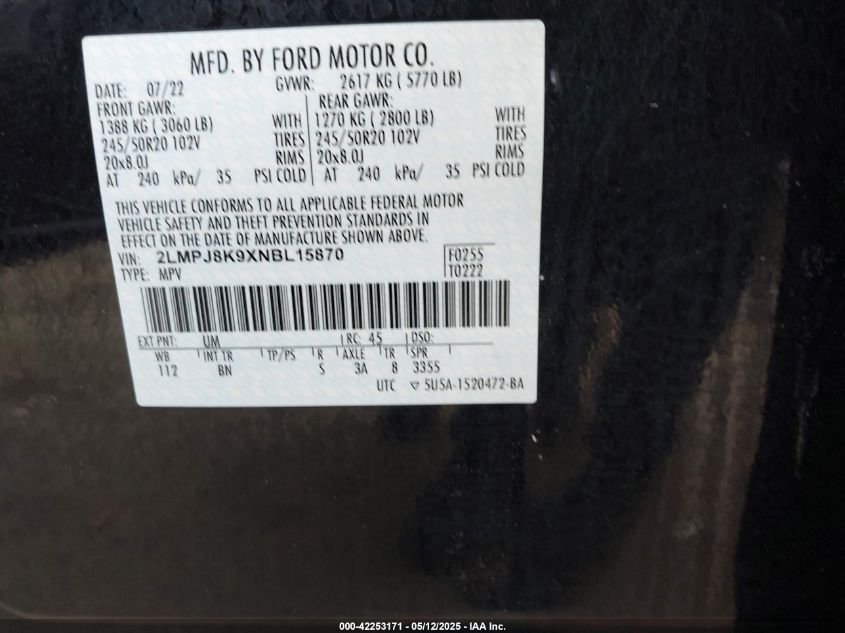 MFD. BY FORD MOTOR CO.
DATE: 07/22 GVWR: 2617 KG ( 5770 LB)
FRONT GAWR: REAR GAWR:
1388 KG ( 3060 LB) WITH 1270 KG ( 2800 LB) WITH
245/50R20 102V TIRES 245/50R20 102V TIRES
20x8.0J RIMS 20x8.0J RIMS
AT 240 kPa/ 35 PSI COLD AT 240 kPa/ 35 PSI COLD
THIS VEHICLE CONFORMS TO ALL APPLICABLE FEDERAL MOTOR
VEHICLE SAFETY AND THEFT PREVENTION STANDARDS IN
EFFECT ON THE DATE OF MANUFACTURE SHOWN ABOVE.
VIN: 2LMPJ8K9XNBL15870 F0255
TYPE: MPV T0222
EXT PNT: UM RC: 45 DSO:
WB INT TR TP/PS R AXLE TR SPR
112 BN S 3A 8 3355
UTC ▽ SU5A-1520472-BA
000-42253171 - 05/12/2025 - IAA Inc.